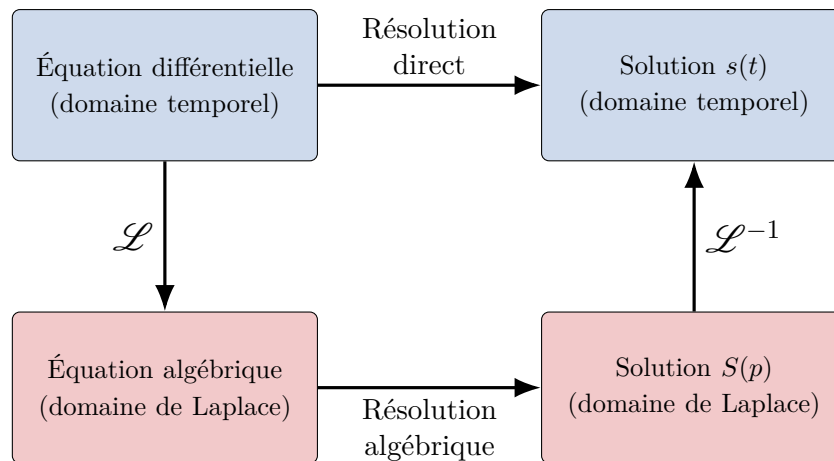 Équation différentielle
(domaine temporel)
Résolution
direct
Solution s(t)
(domaine temporel)
ℒ
ℒ⁻¹
Équation algébrique
(domaine de Laplace)
Résolution
algébrique
Solution S(p)
(domaine de Laplace)